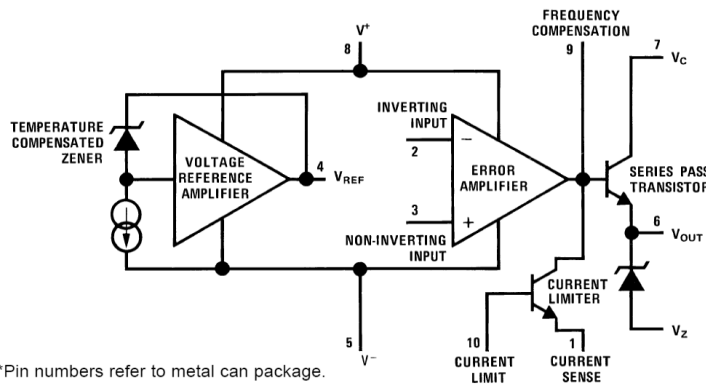 FREQUENCY
COMPENSATION
V+
8
9
7
VC
TEMPERATURE
COMPENSATED
ZENER
VOLTAGE
REFERENCE
AMPLIFIER
4
VREF
INVERTING
INPUT
2
−
ERROR
AMPLIFIER
3
+
NON-INVERTING
INPUT
SERIES PASS
TRANSISTOR
6
VOUT
CURRENT
LIMITER
VZ
5
V−
10
CURRENT
LIMIT
1
CURRENT
SENSE
*Pin numbers refer to metal can package.